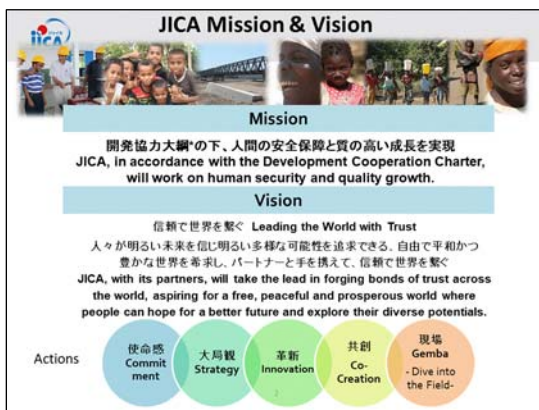 jica
JICA Mission & Vision
Mission
開発協力大綱*の下、人間の安全保障と質の高い成長を実現
JICA, in accordance with the Development Cooperation Charter,
will work on human security and quality growth.
Vision
信頼で世界を繋ぐ Leading the World with Trust
人々が明るい未来を信じ明るい多様な可能性を追求できる、自由で平和かつ
豊かな世界を希求し、パートナーと手を携えて、信頼で世界を繋ぐ
JICA, with its partners, will take the lead in forging bonds of trust across
the world, aspiring for a free, peaceful and prosperous world where
people can hope for a better future and explore their diverse potentials.
Actions
使命感
Commit
ment
大局観
Strategy
革新
Innovation
共創
Co-
Creation
現場
Gemba
- Dive into
the Field-
2